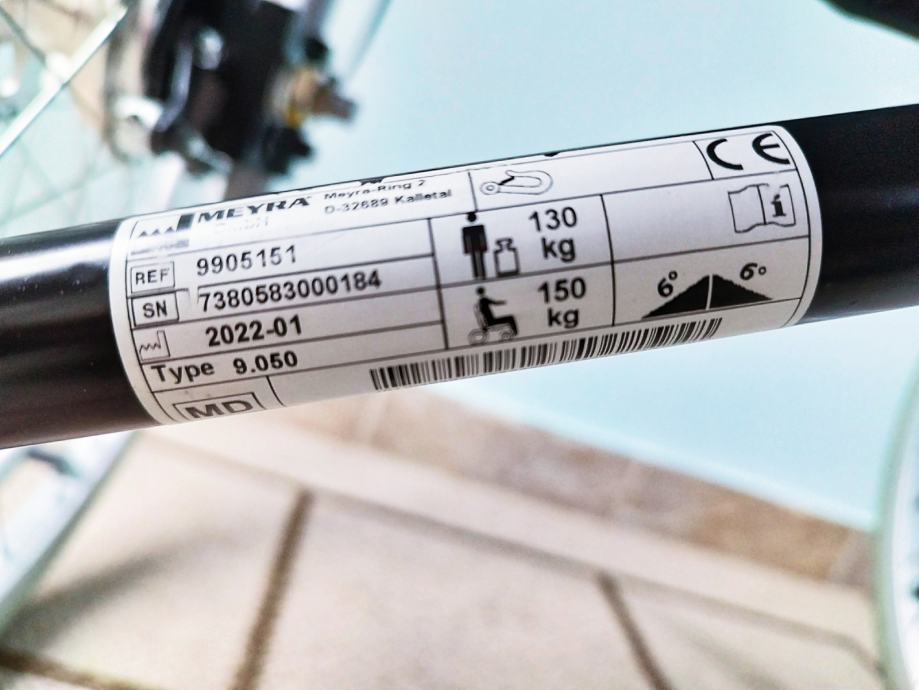 MEYRA
GmbH
Meyra-Ring 2
D-32689 Kalletal
CE
REF 9905151
SN 7380583000184
2022-01
Type 9.050
MD
130
kg
150
kg
i
6° 6°